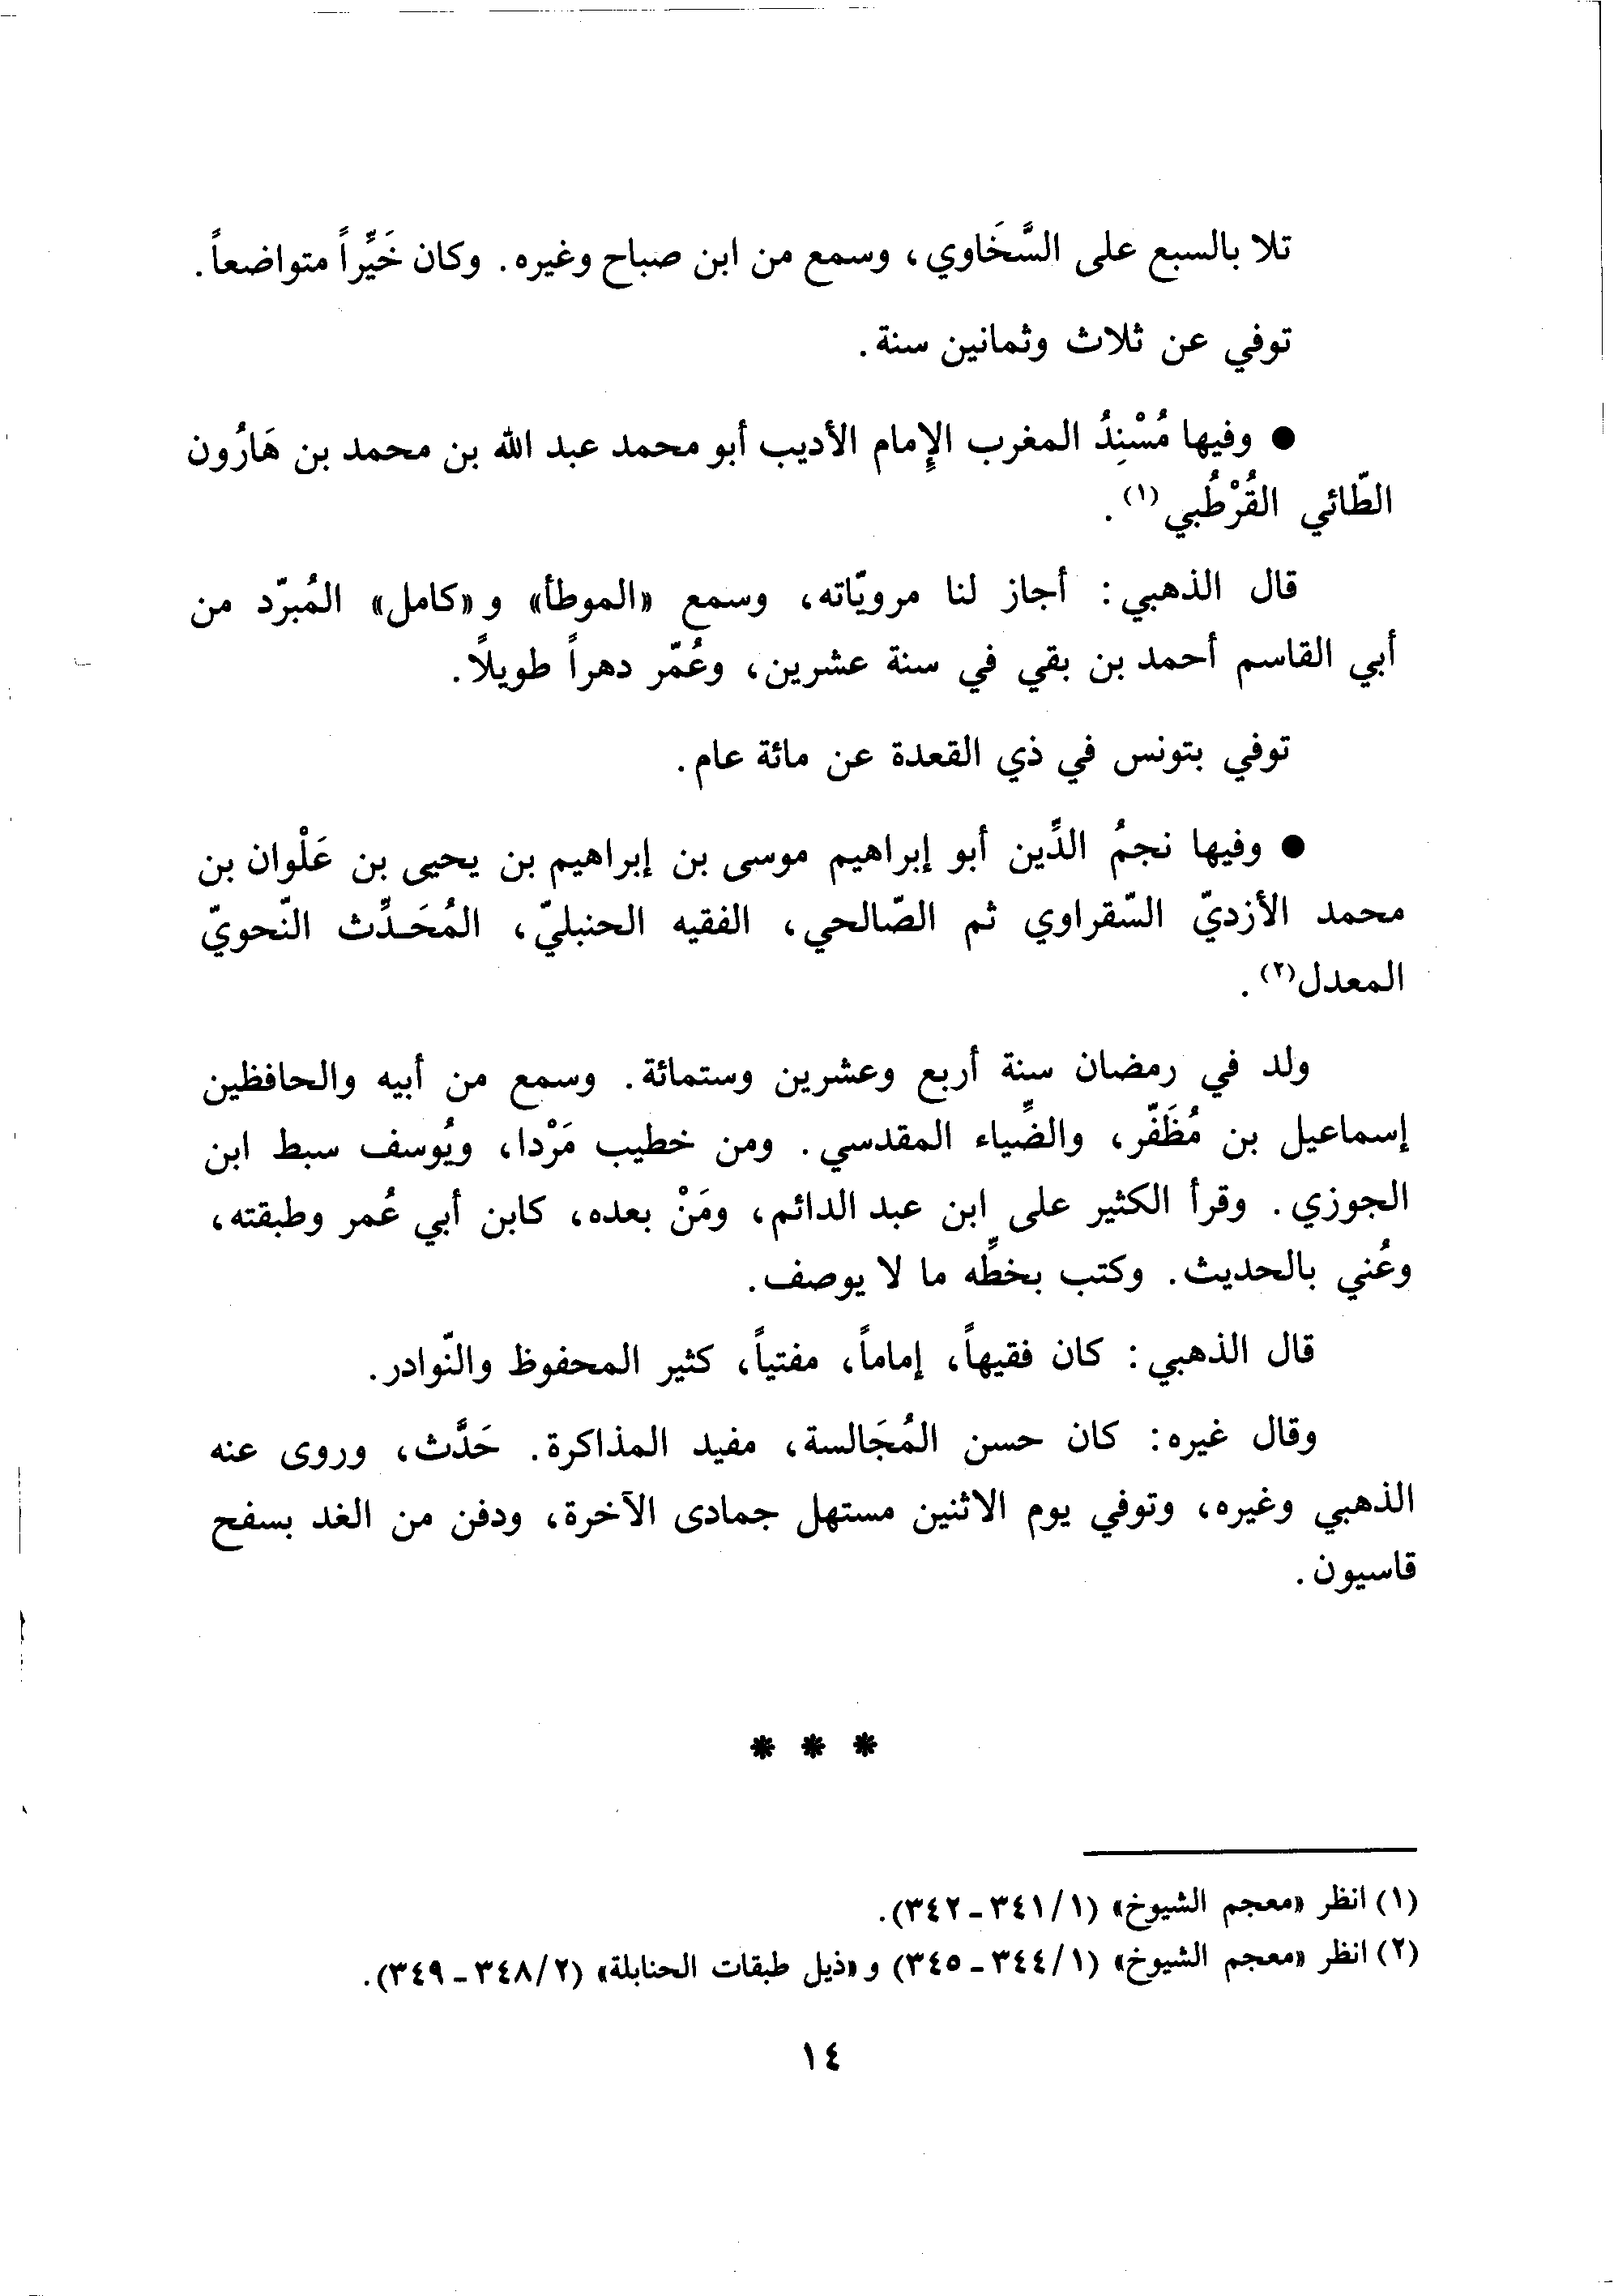 تلا بالسبع على السَّخَاوي، وسمع من ابن صباح وغيره. وكان خَيِّراً متواضعاً.
توفي عن ثلاث وثمانين سنة.
● وفيها مُسْنِدُ المغرب الإِمام الأديب أبو محمد عبد الله بن محمد بن هَارُون
الطّائي القُرْطُبي(١).
قال الذهبي: أجاز لنا مرويّاته، وسمع «الموطأ» و«كامل» المُبرّد من
أبي القاسم أحمد بن بقي في سنة عشرين، وعُمّر دهراً طويلاً.
توفي بتونس في ذي القعدة عن مائة عام.
● وفيها نجمُ الدِّين أبو إبراهيم موسى بن إبراهيم بن يحيى بن عَلْوان بن
محمد الأزديّ السّقراوي ثم الصّالحي، الفقيه الحنبليّ، المُحَدِّث النّحويّ
المعدل(٢).
ولد في رمضان سنة أربع وعشرين وستمائة. وسمع من أبيه والحافظين
إسماعيل بن مُظَفّر، والضِّياء المقدسي. ومن خطيب مَرْدا، ويُوسف سبط ابن
الجوزي. وقرأ الكثير على ابن عبد الدائم، ومَنْ بعده، كابن أبي عُمر وطبقته،
وعُني بالحديث. وكتب بخطِّه ما لا يوصف.
قال الذهبي: كان فقيهاً، إماماً، مفتياً، كثير المحفوظ والنّوادر.
وقال غيره: كان حسن المُجَالسة، مفيد المذاكرة. حَدَّث، وروى عنه
الذهبي وغيره، وتوفي يوم الاثنين مستهل جمادى الآخرة، ودفن من الغد بسفح
قاسيون.
* * *
(١) انظر «معجم الشيوخ» (١/٣٤١ - ٣٤٢).
(٢) انظر «معجم الشيوخ» (١/٣٤٤ - ٣٤٥) و«ذيل طبقات الحنابلة» (٢/٣٤٨ - ٣٤٩).
١٤